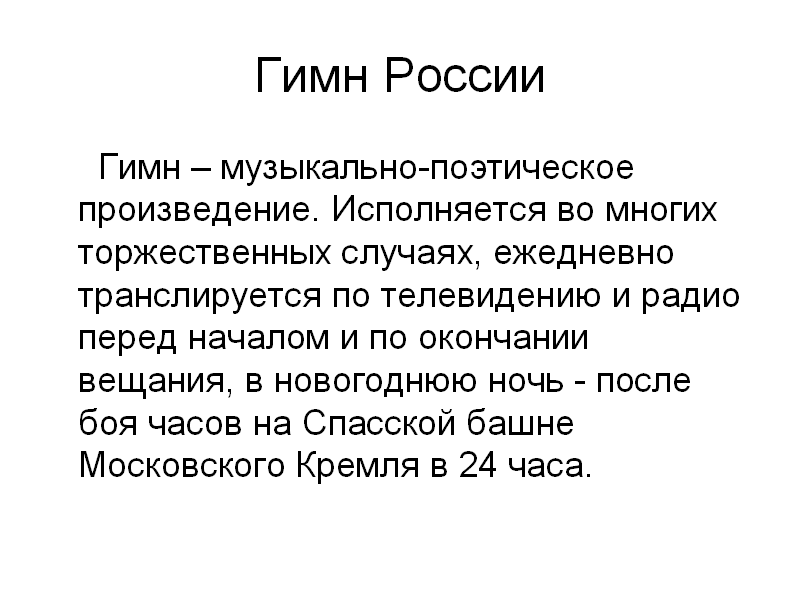 Гимн России
Гимн – музыкально-поэтическое
произведение. Исполняется во многих
торжественных случаях, ежедневно
транслируется по телевидению и радио
перед началом и по окончании
вещания, в новогоднюю ночь - после
боя часов на Спасской башне
Московского Кремля в 24 часа.